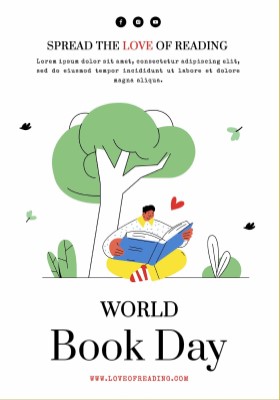 SPREAD THE LOVE OF READING
Lorem ipsum dolor sit amet, consectetur adipiscing elit,
sed do eiusmod tempor incididunt ut labore et dolore
magna aliqua.
WORLD
Book Day
WWW.LOVEOFREADING.COM